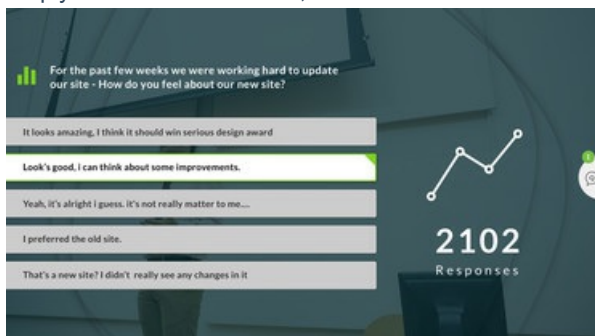 For the past few weeks we were working hard to update
our site - How do you feel about our new site?
It looks amazing, I think it should win serious design award
Look's good, i can think about some improvements.
Yeah, it's alright i guess. it's not really matter to me....
I preferred the old site.
That's a new site? I didn't really see any changes in it
2102
Responses